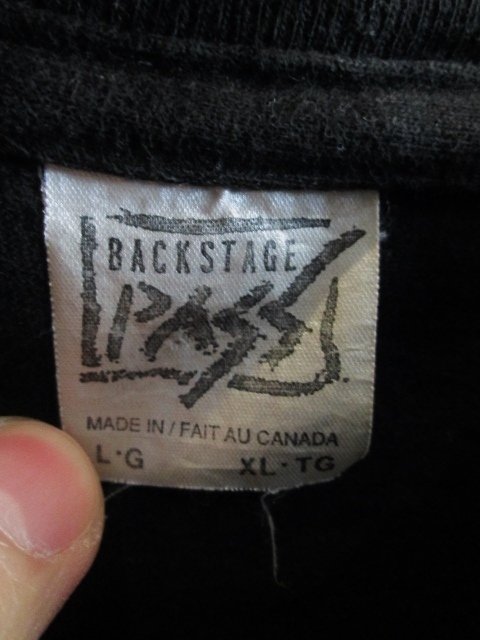 BACKSTAGE
PASS
MADE IN / FAIT AU CANADA
L·G XL·TG